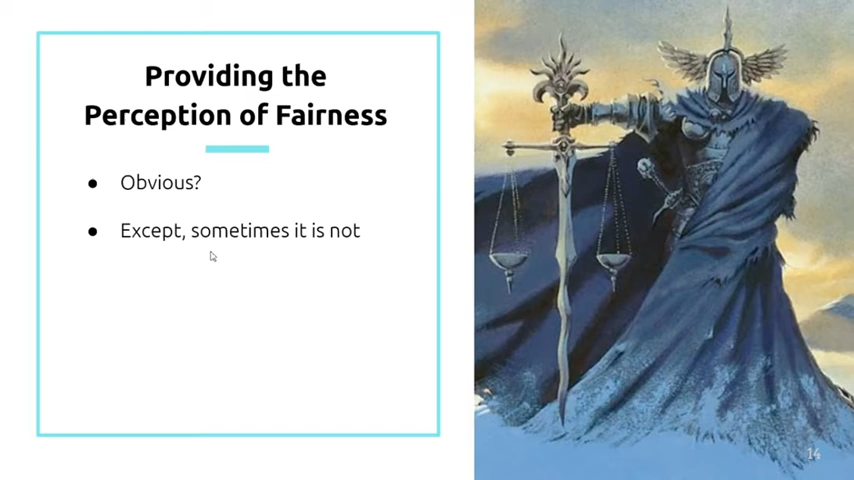 Providing the
Perception of Fairness
● Obvious?
● Except, sometimes it is not
14